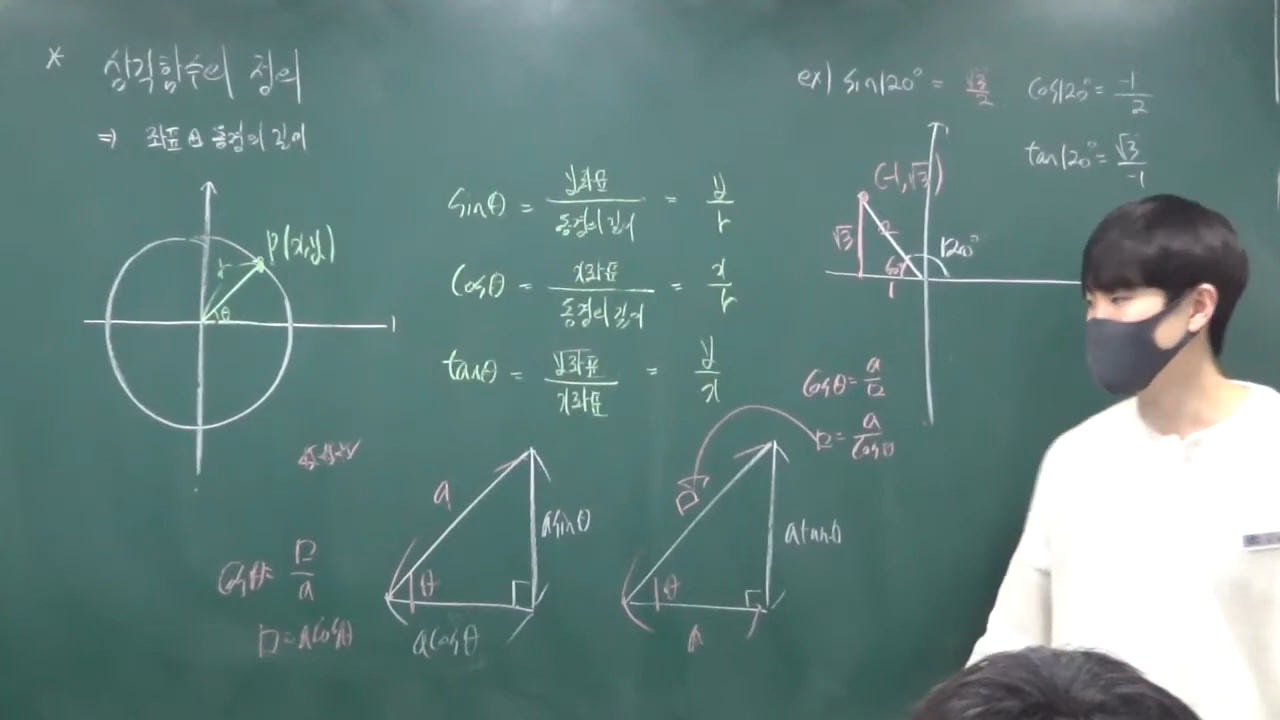 * 삼각함수의 정의
⇒ 좌표와 동경의 길이
P(x,y)
r
θ
sinθ = y좌표/동경의 길이 = y/r
cosθ = x좌표/동경의 길이 = x/r
tanθ = y좌표/x좌표 = y/x
ex) sin120° = √3/2
cos120° = -1/2
tan120° = √3/-1
(-1,√3)
√3
2
60°
1
120°
cosθ = □/a
□ = acosθ
a
θ
asinθ
acosθ
cosθ = a/□
□ = a/cosθ
□
θ
atanθ
a